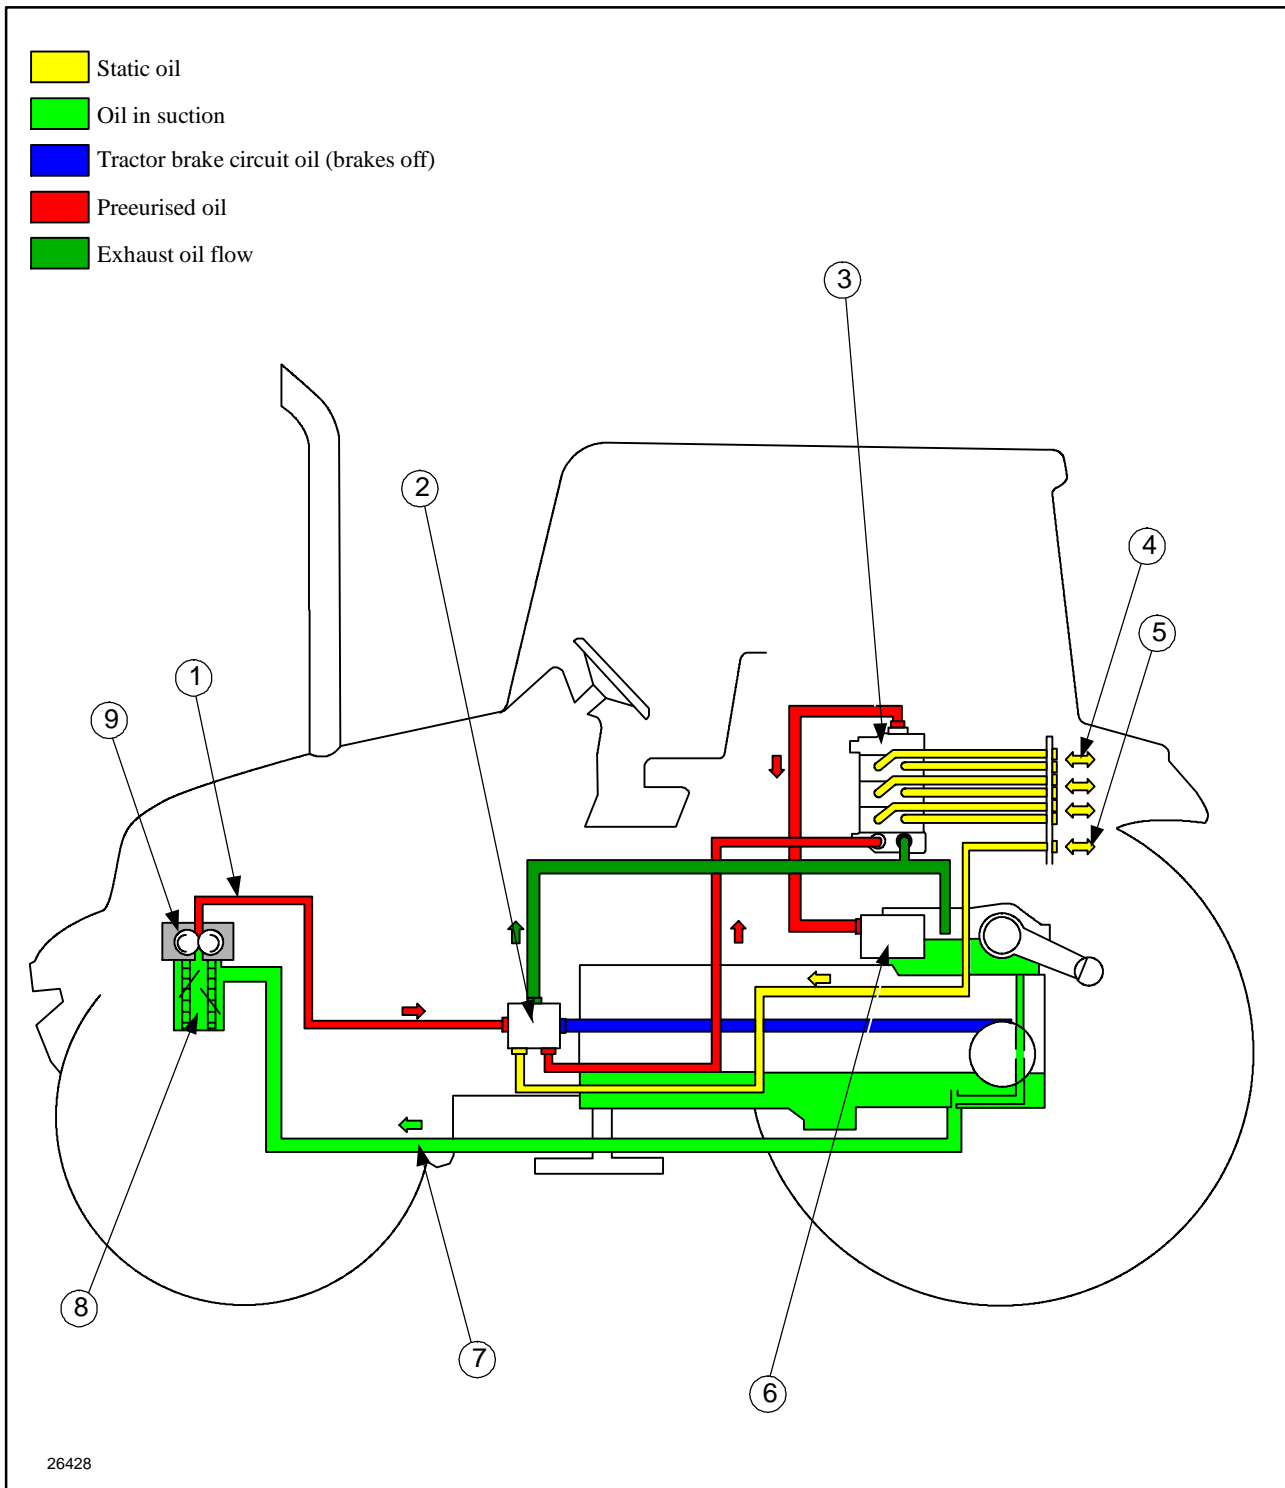 Static oil
Oil in suction
Tractor brake circuit oil (brakes off)
Preeurised oil
Exhaust oil flow
3
2
4
5
1
9
8
7
6
26428